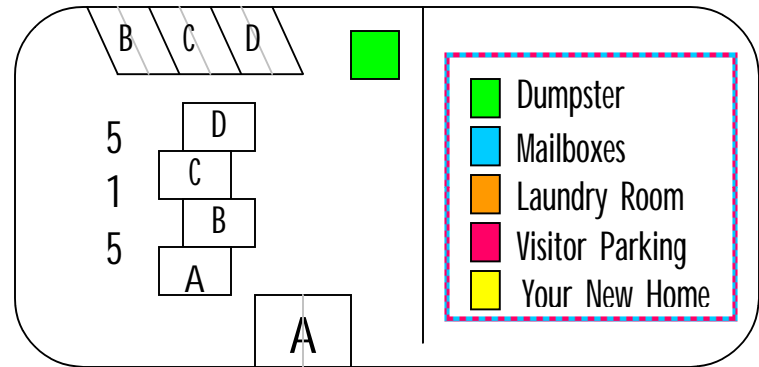 B C D
5
1
5
D
C
B
A
A
Dumpster
Mailboxes
Laundry Room
Visitor Parking
Your New Home